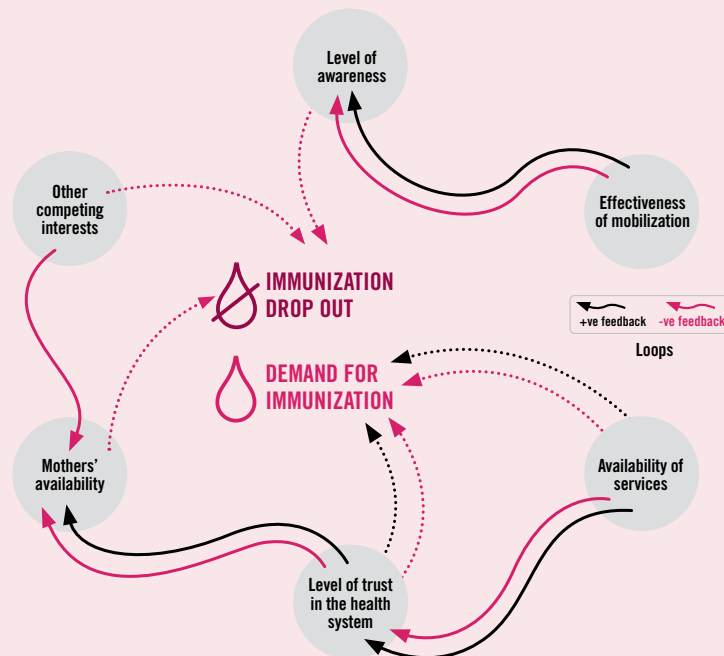 Level of
awareness
Other
competing
interests
Effectiveness
of mobilization
IMMUNIZATION
DROP OUT
+ve feedback
-ve feedback
Loops
DEMAND FOR
IMMUNIZATION
Mothers'
availability
Availability of
services
Level of trust
in the health
system